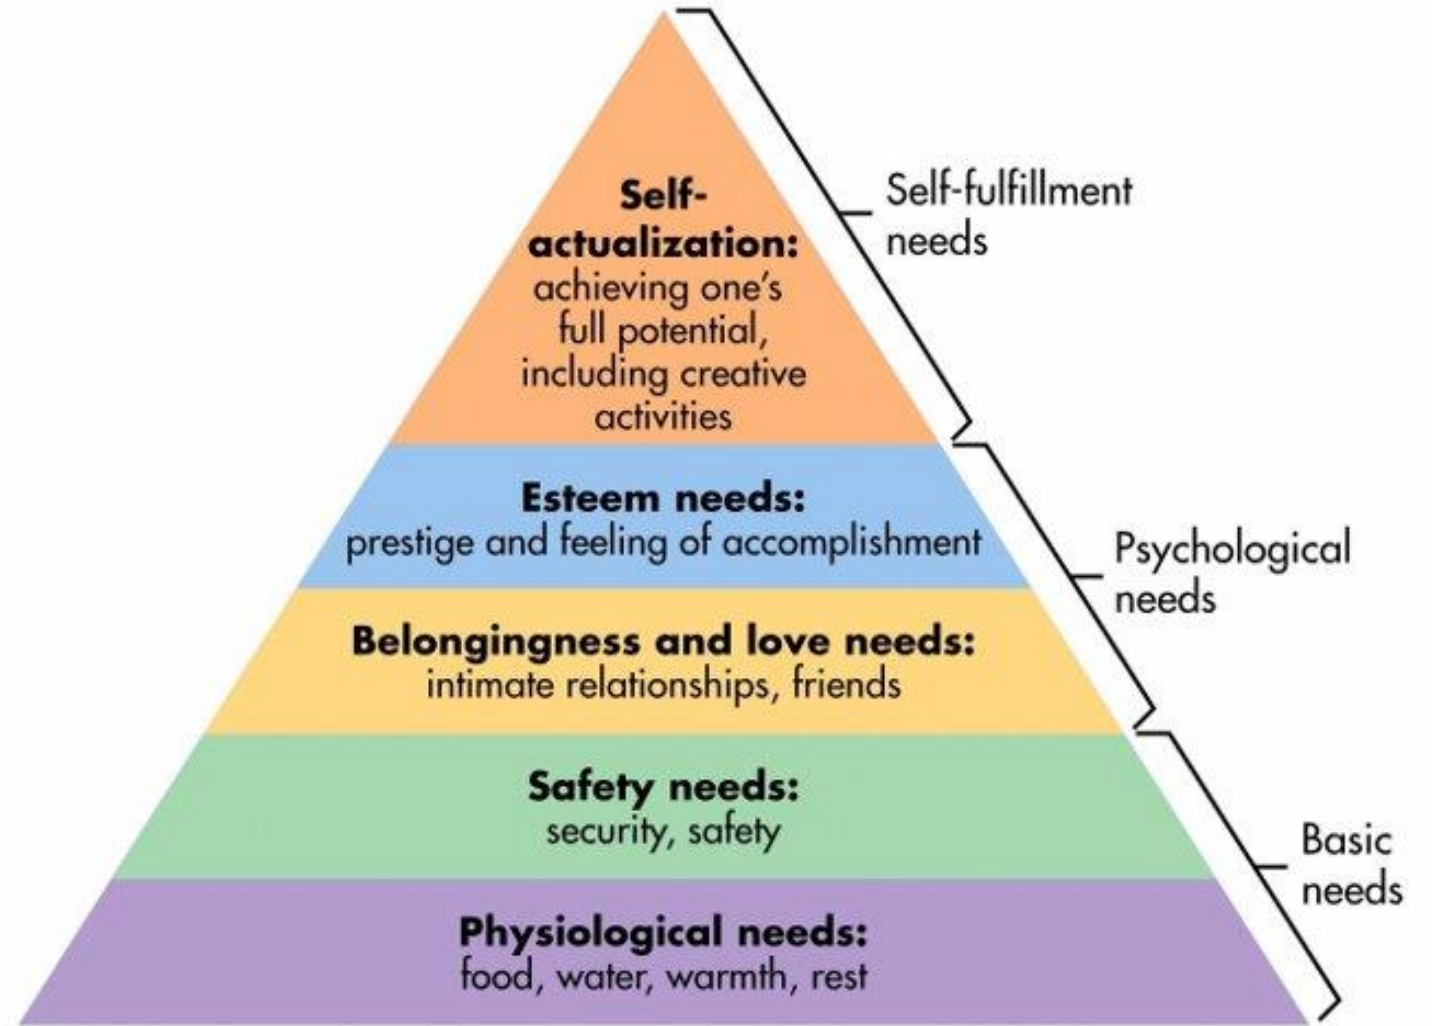 Self-
actualization:
achieving one's
full potential,
including creative
activities
Self-fulfillment
needs
Esteem needs:
prestige and feeling of accomplishment
Psychological
needs
Belongingness and love needs:
intimate relationships, friends
Safety needs:
security, safety
Basic
needs
Physiological needs:
food, water, warmth, rest